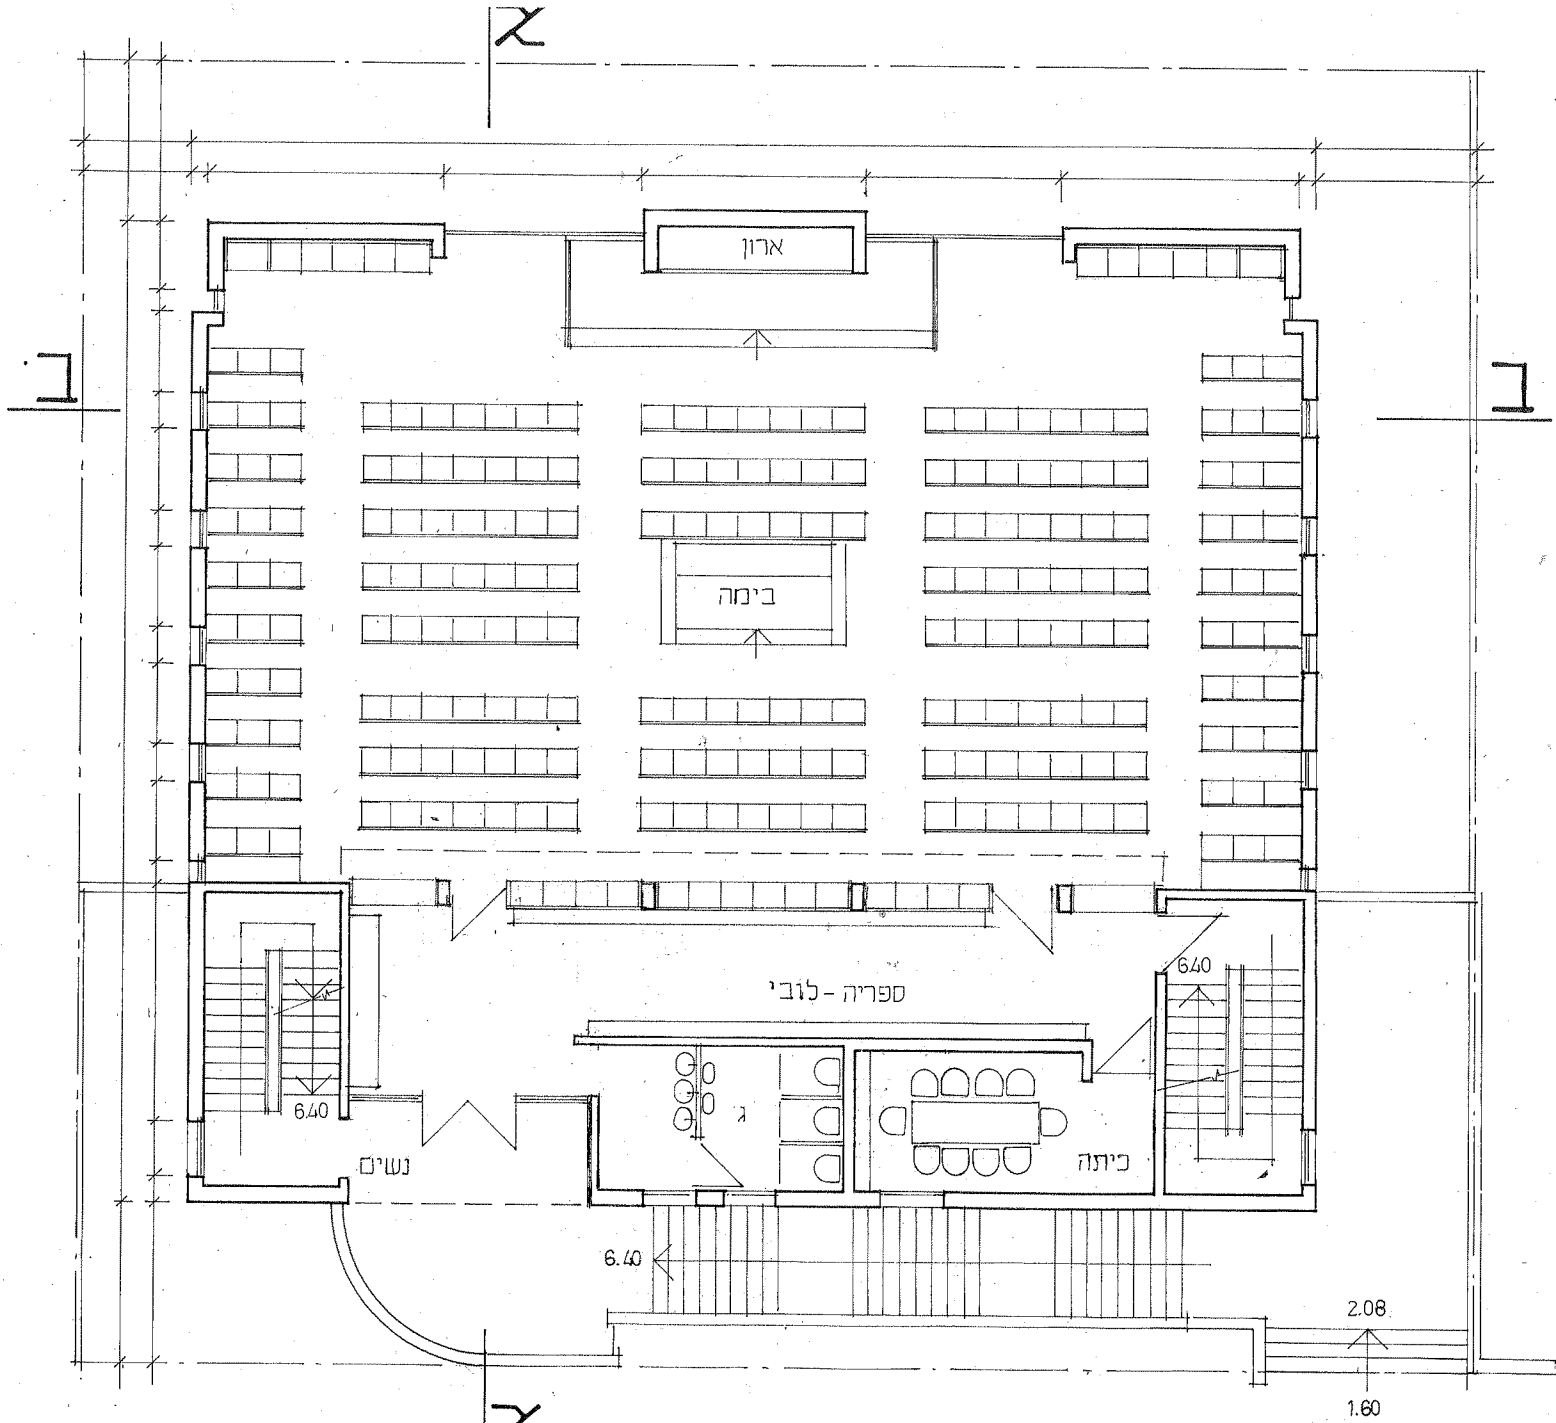 א
ארון
ב
ב
בימה
6.40
ספריה - לובי
6.40
ג
נשים
כיתה
6.40
2.08
1.60
א